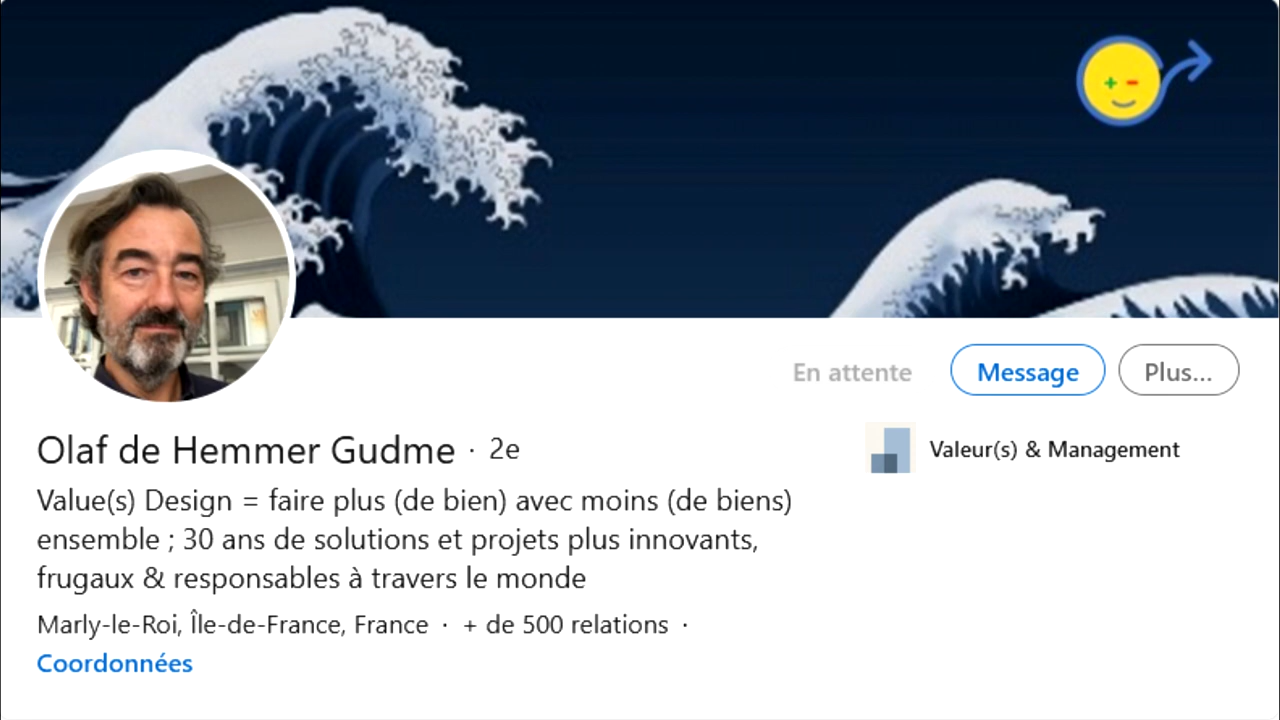 En attente
Message
Plus...
Olaf de Hemmer Gudme · 2e
Valeur(s) & Management
Value(s) Design = faire plus (de bien) avec moins (de biens)
ensemble ; 30 ans de solutions et projets plus innovants,
frugaux & responsables à travers le monde
Marly-le-Roi, Île-de-France, France · + de 500 relations ·
Coordonnées